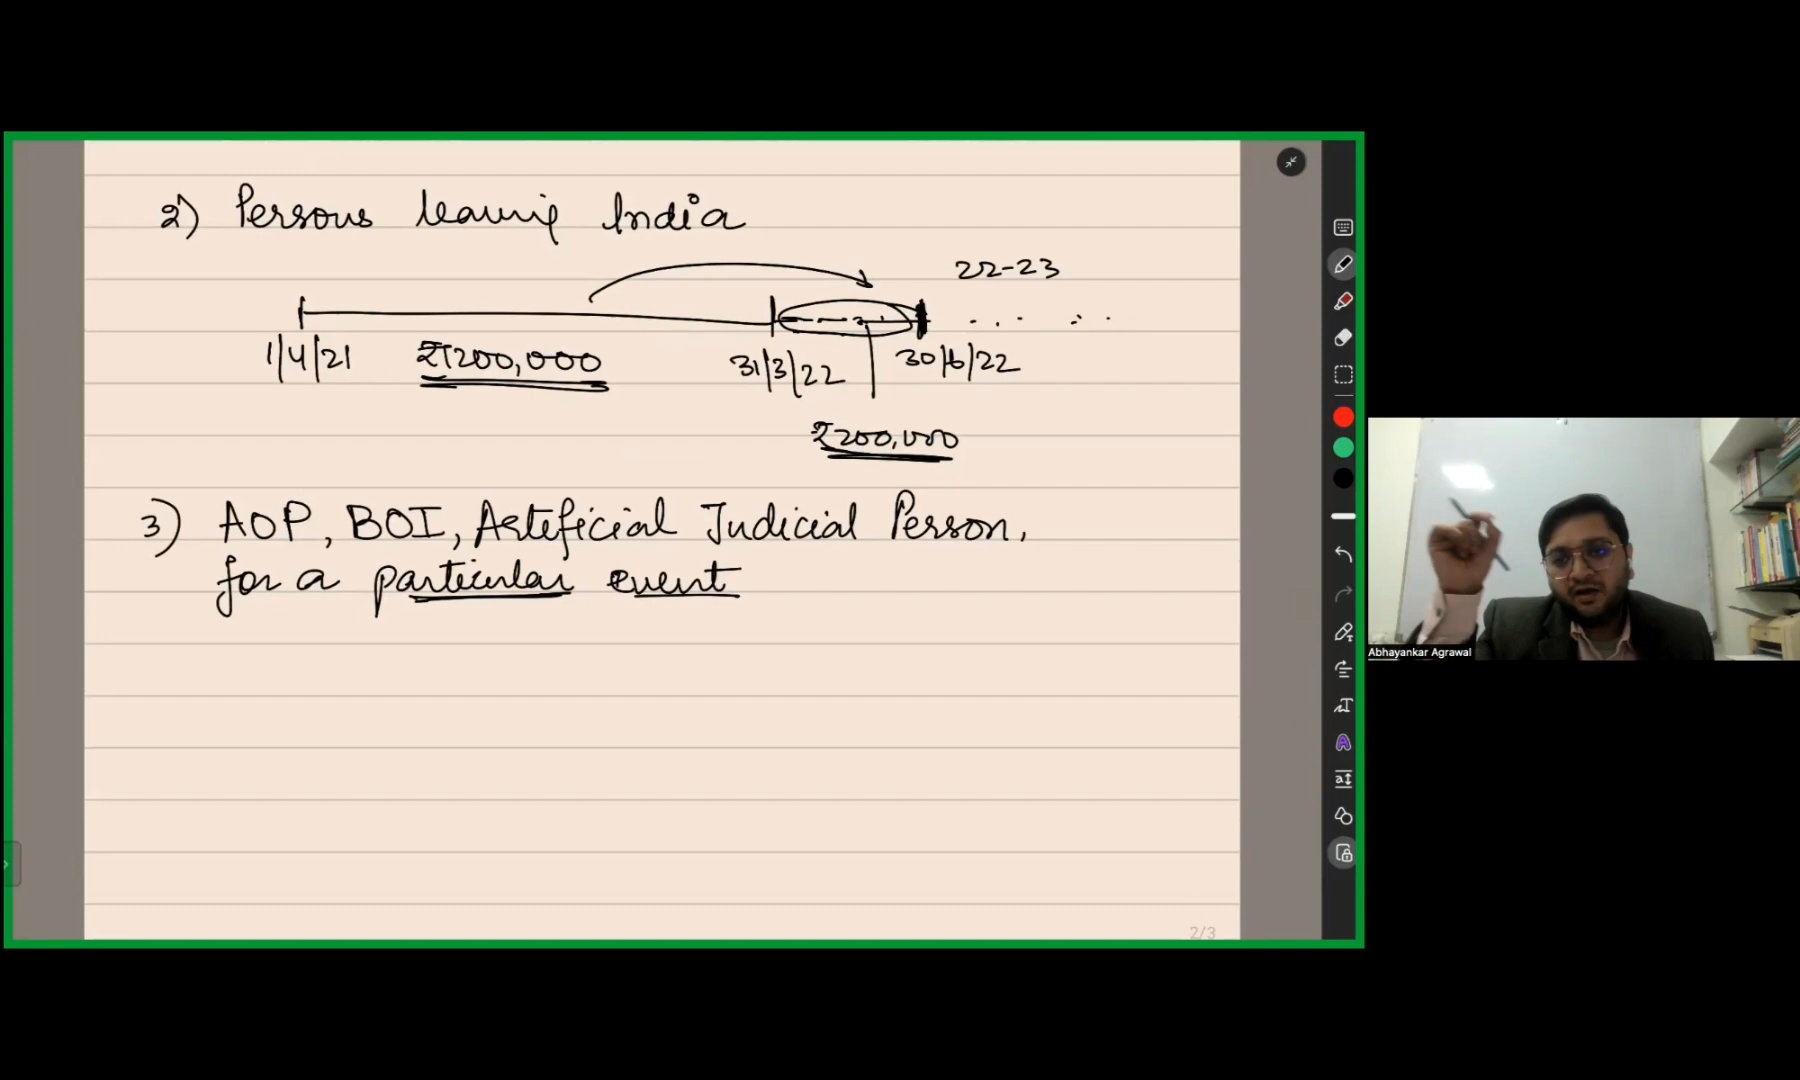 2) Persons leaving India
22-23
1/4/21
₹1200,000
31/3/22
30/6/22
₹200,000
3) AOP, BOI, Artificial Judicial Person,
for a particular event
2/3
Abhayankar Agrawal